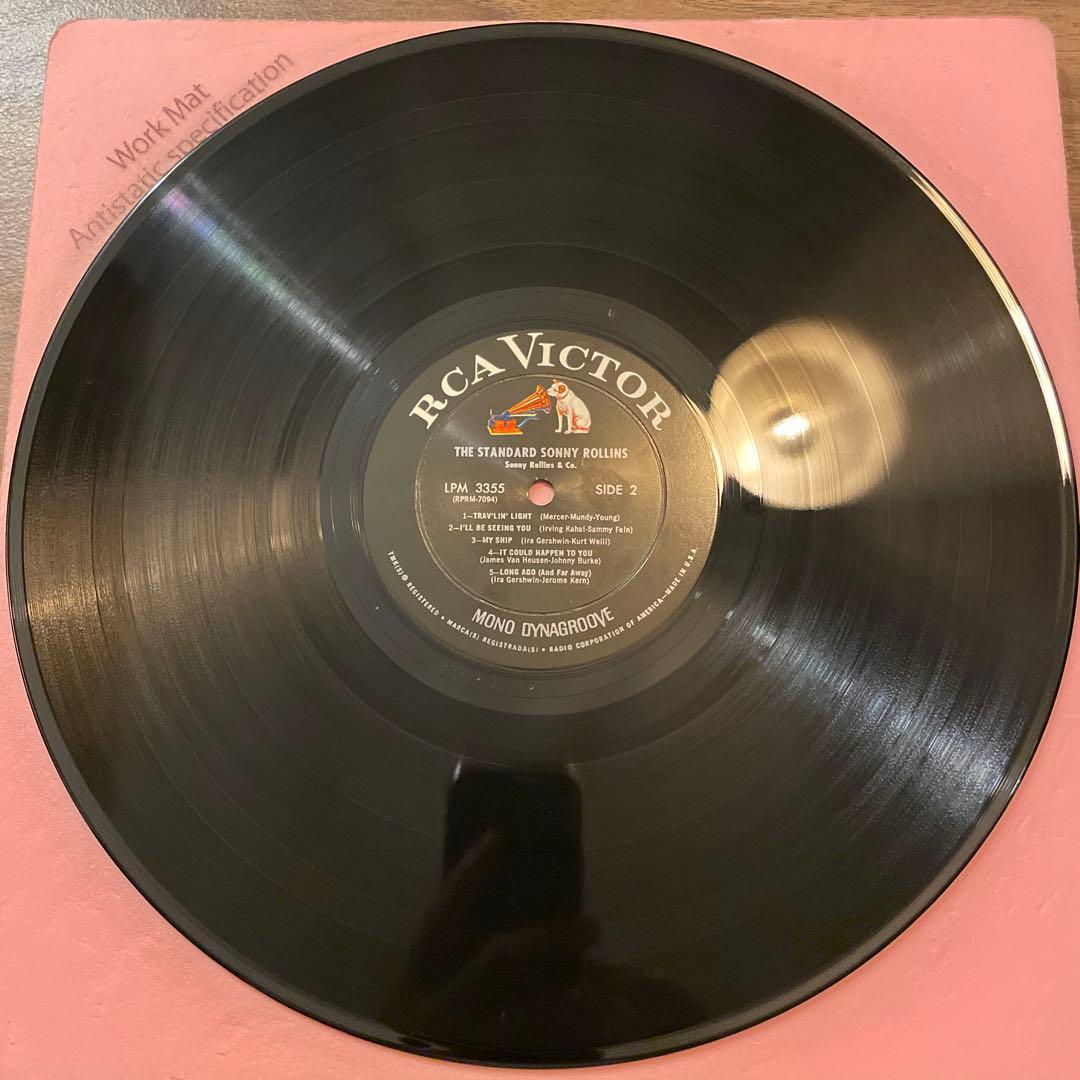 Work Mat
Antistatic specification
RCA VICTOR
THE STANDARD SONNY ROLLINS
Sonny Rollins & Co.
LPM 3355
(RPRM-7094)
SIDE 2
1—TRAV'LIN' LIGHT (Mercer-Mundy-Young)
2—I'LL BE SEEING YOU (Irving Kahal-Sammy Fain)
3—MY SHIP (Ira Gershwin-Kurt Weill)
4—IT COULD HAPPEN TO YOU
(James Van Heusen-Johnny Burke)
5—LONG AGO (And Far Away)
(Ira Gershwin-Jerome Kern)
MONO DYNAGROOVE
TMK(S) ® REGISTERED • MARCA(S) REGISTRADA(S) • RADIO CORPORATION OF AMERICA—MADE IN U.S.A.